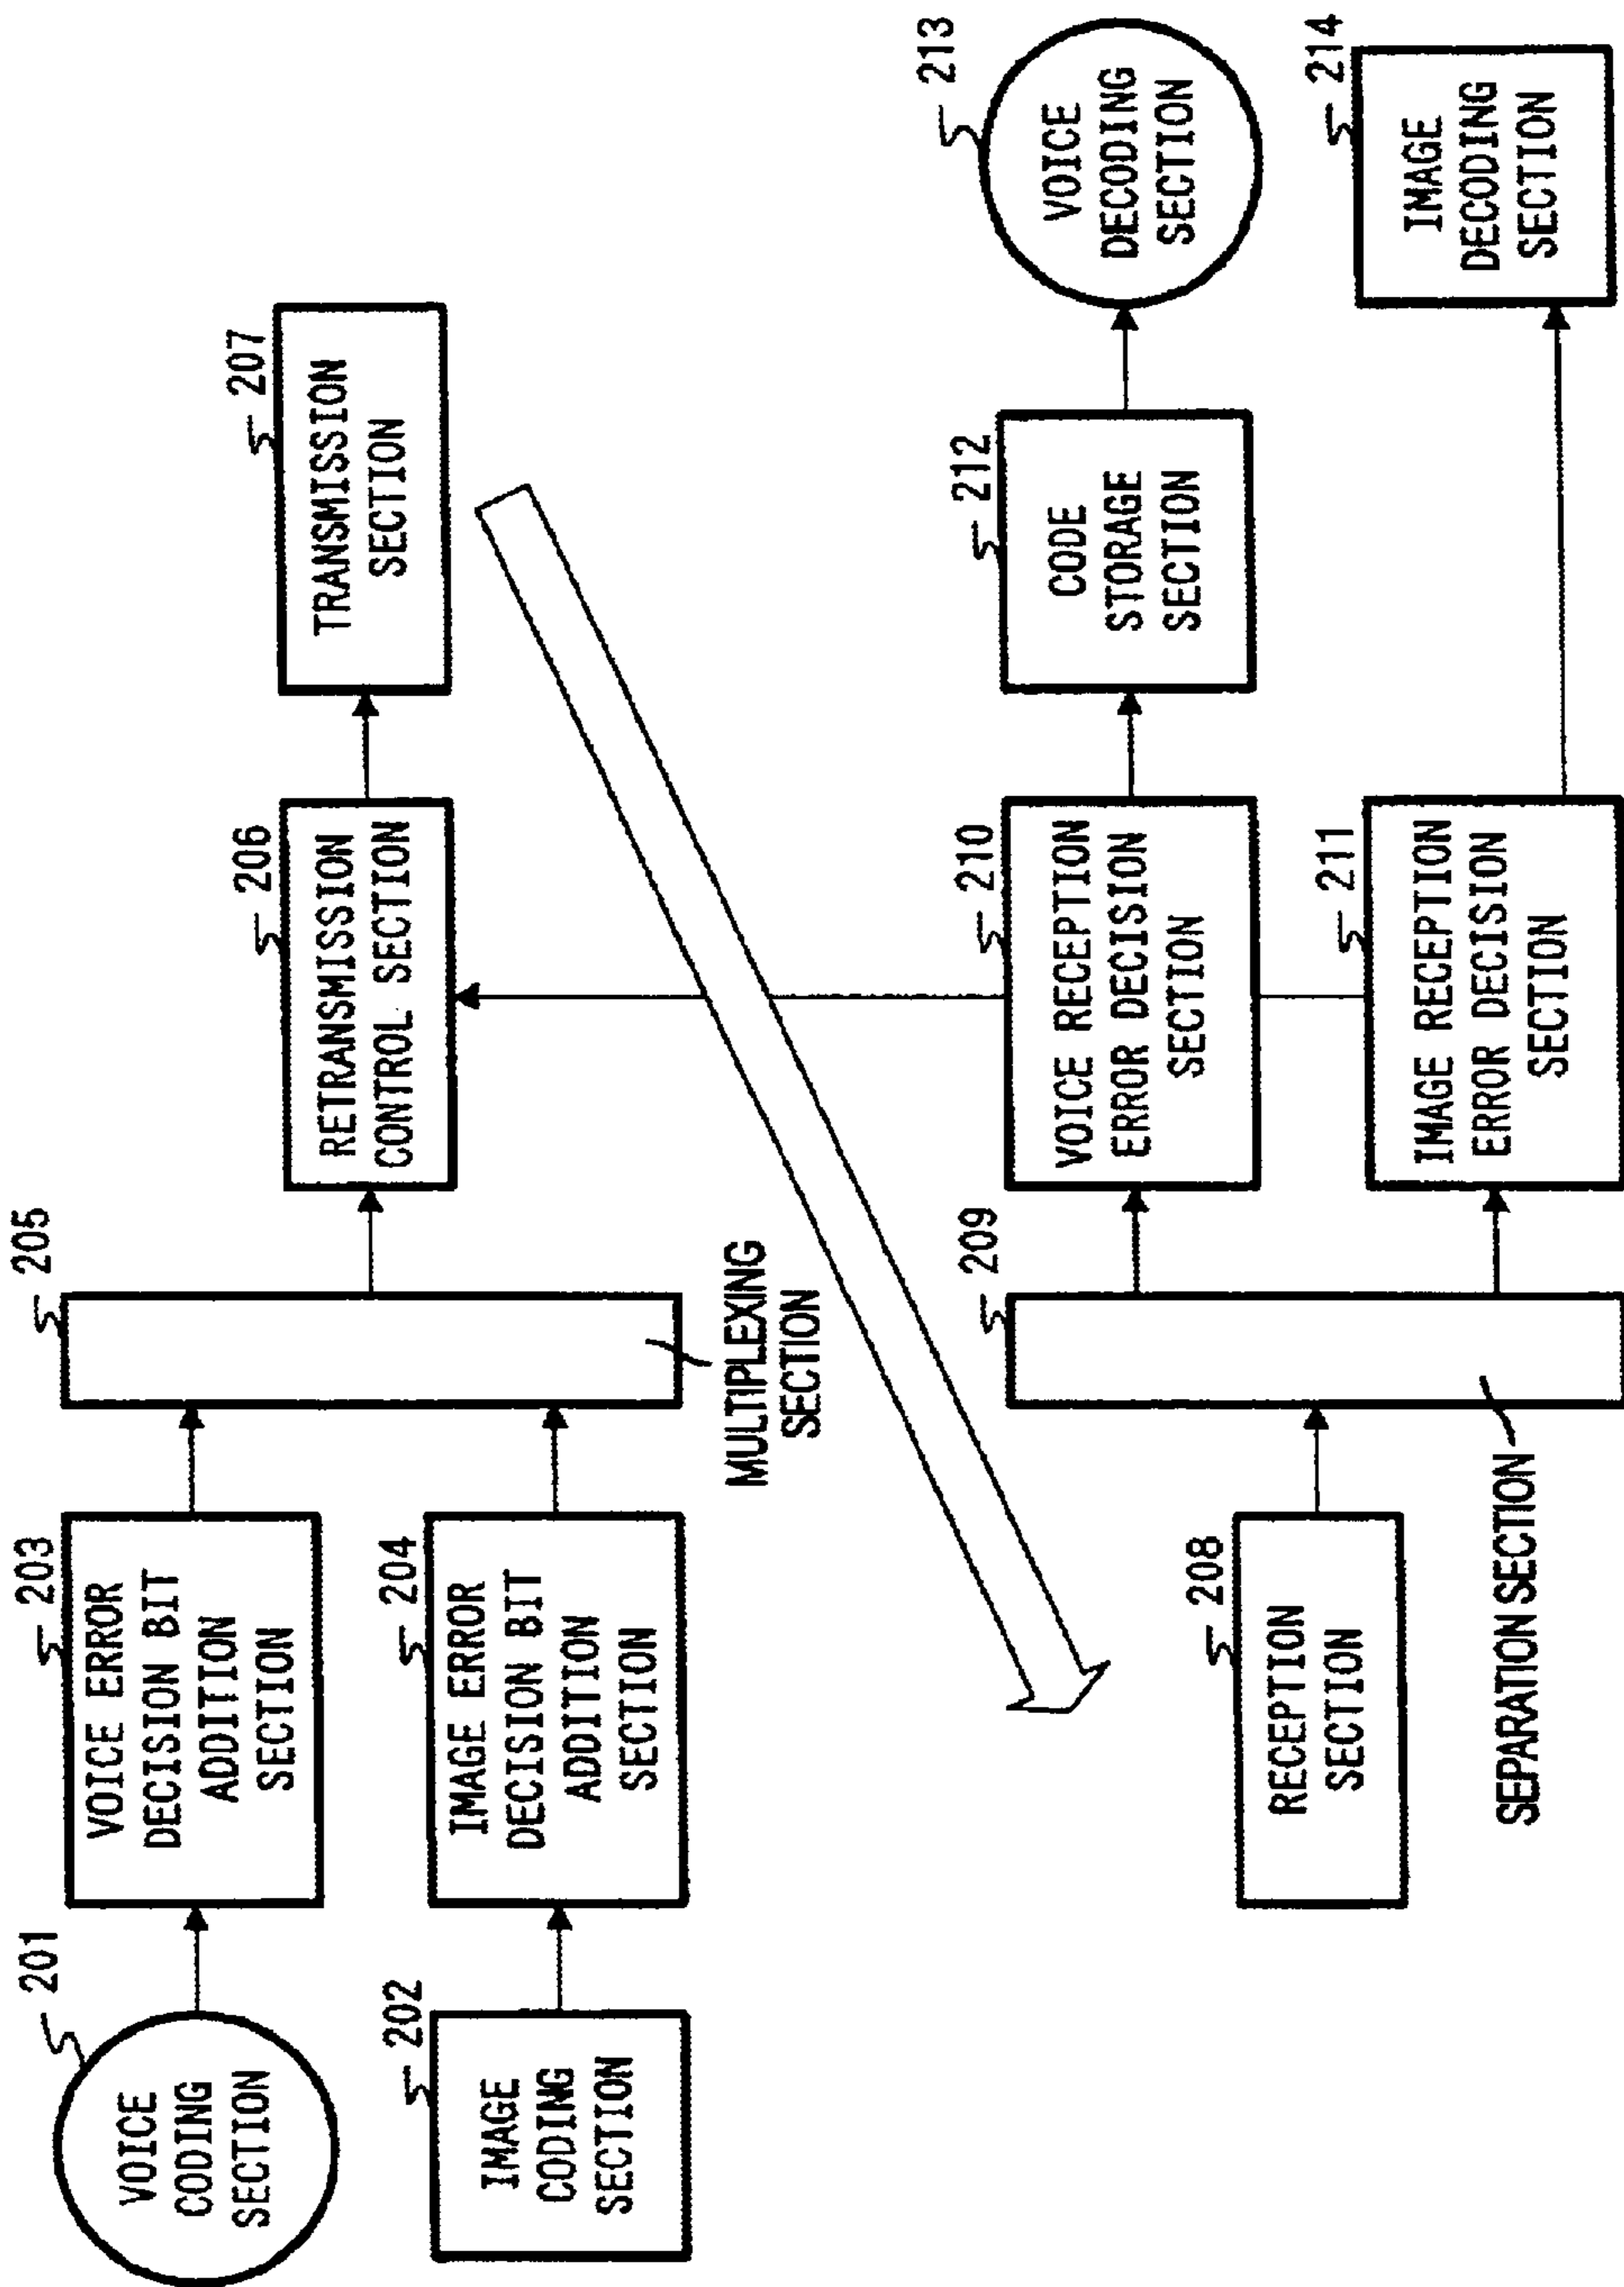 201
VOICE
CODING
SECTION
203
VOICE ERROR
DECISION BIT
ADDITION
SECTION
205
MULTIPLEXING
SECTION
206
RETRANSMISSION
CONTROL SECTION
207
TRANSMISSION
SECTION
202
IMAGE
CODING
SECTION
204
IMAGE ERROR
DECISION BIT
ADDITION
SECTION
208
RECEPTION
SECTION
209
SEPARATION SECTION
210
VOICE RECEPTION
ERROR DECISION
SECTION
212
CODE
STORAGE
SECTION
213
VOICE
DECODING
SECTION
211
IMAGE RECEPTION
ERROR DECISION
SECTION
214
IMAGE
DECODING
SECTION